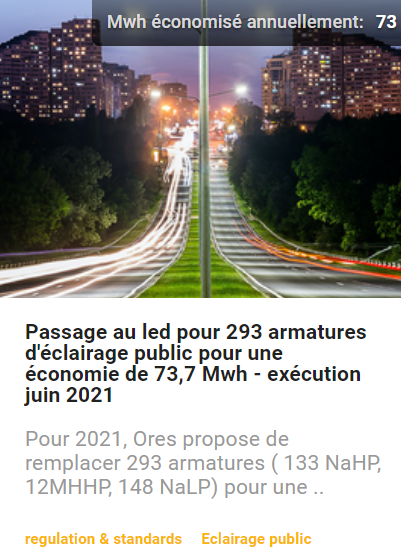 Mwh économisé annuellement: 73
Passage au led pour 293 armatures
d'éclairage public pour une
économie de 73,7 Mwh - exécution
juin 2021
Pour 2021, Ores propose de
remplacer 293 armatures ( 133 NaHP,
12MHHP, 148 NaLP) pour une ..
regulation & standards Eclairage public